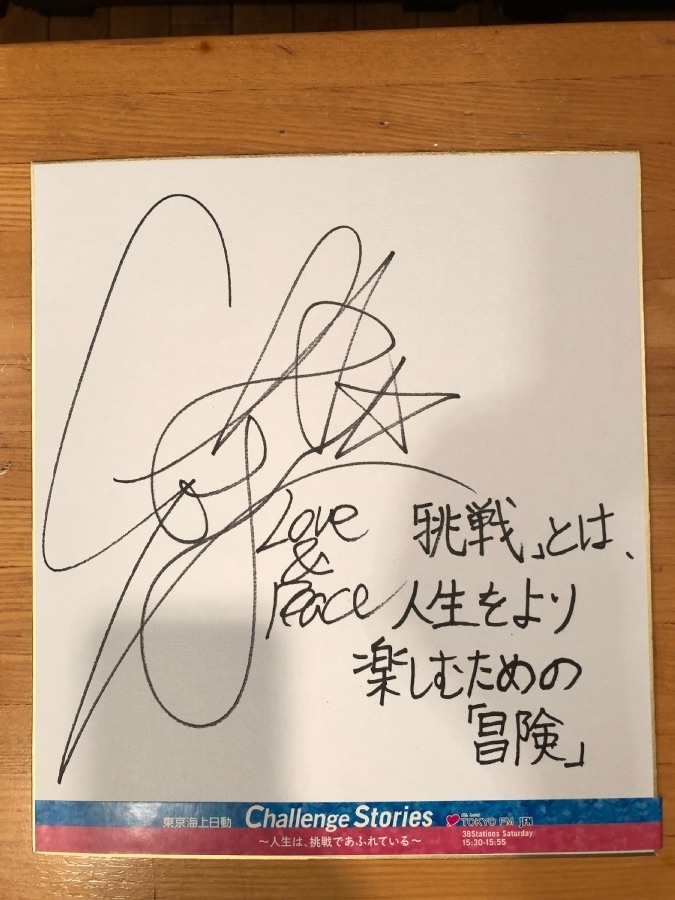 Love
&
Peace
「挑戦」とは、
人生をより
楽しむための
「冒険」
東京海上日動 Challenge Stories
～人生は、挑戦であふれている～
TOKYO FM JFN
38Stations Saturday
15:30-15:55